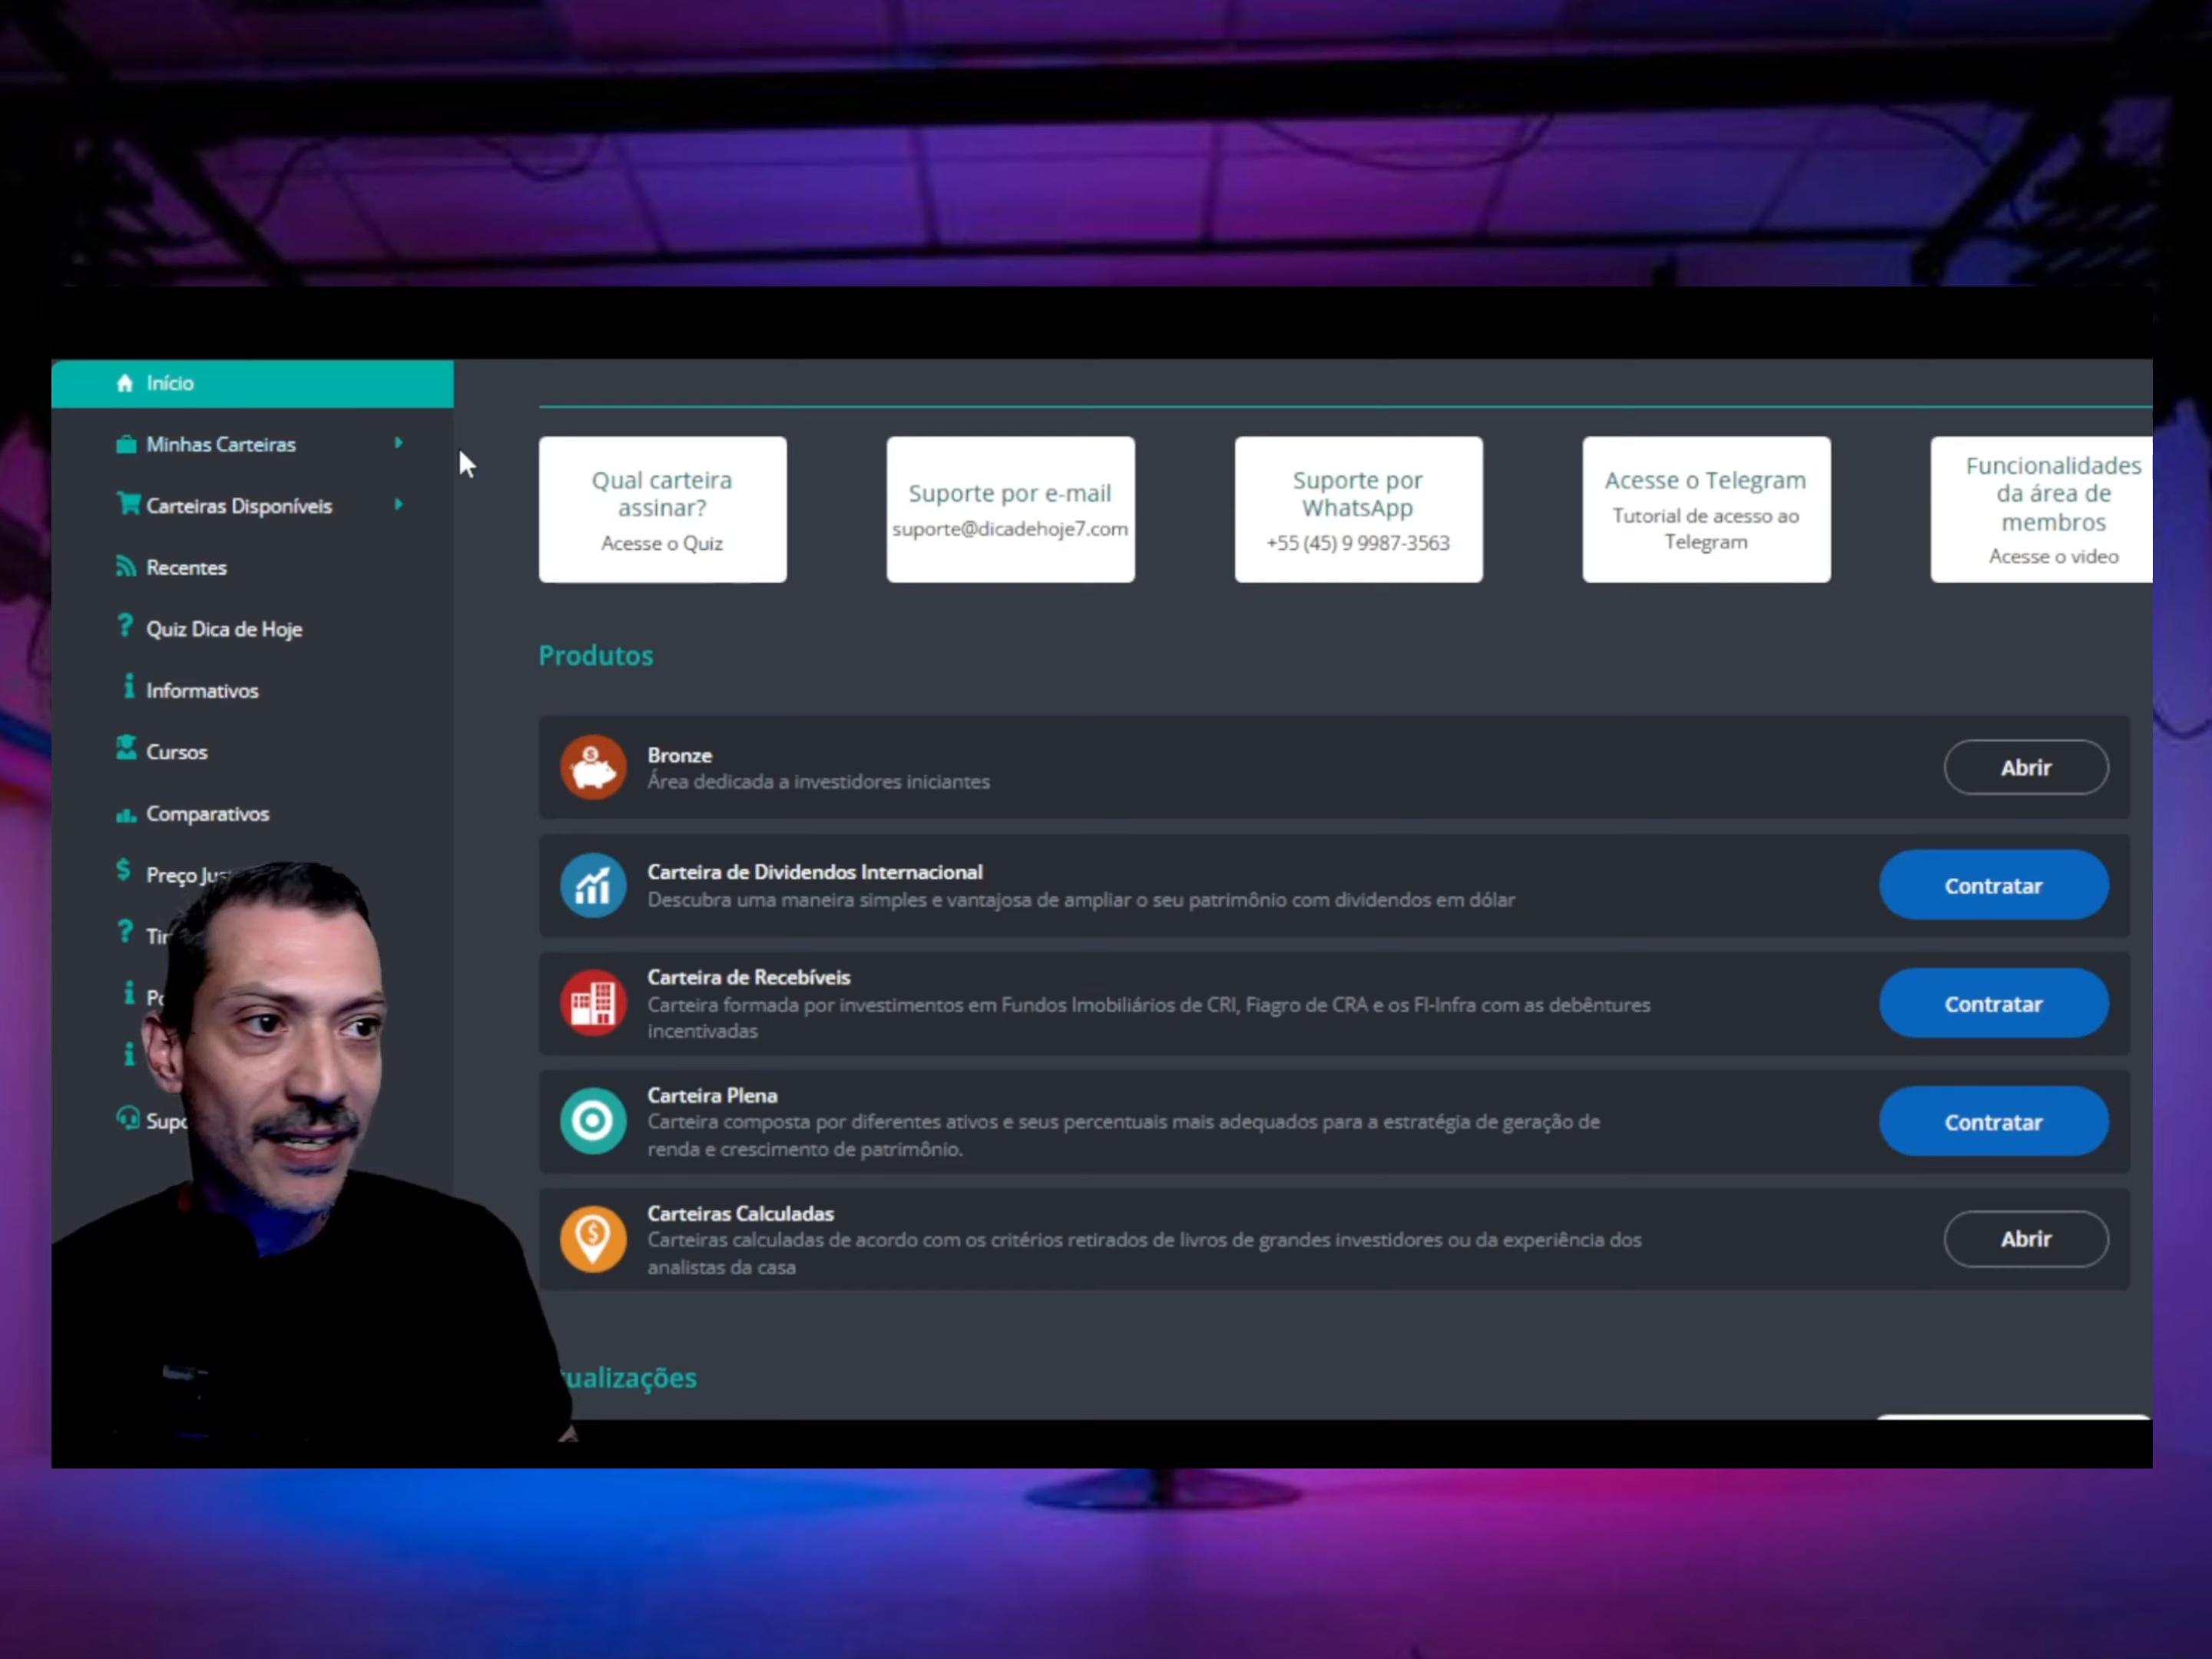 Início
Minhas Carteiras
Carteiras Disponíveis
Recentes
Quiz Dica de Hoje
Informativos
Cursos
Comparativos
Preço
Qual carteira
assinar?
Acesse o Quiz
Suporte por e-mail
suporte@dicadehoje7.com
Suporte por
WhatsApp
+55 (45) 9 9987-3563
Acesse o Telegram
Tutorial de acesso ao
Telegram
Funcionalidades
da área de
membros
Acesse o video
Produtos
Bronze
Área dedicada a investidores iniciantes
Abrir
Carteira de Dividendos Internacional
Descubra uma maneira simples e vantajosa de ampliar o seu patrimônio com dividendos em dólar
Contratar
Carteira de Recebíveis
Carteira formada por investimentos em Fundos Imobiliários de CRI, Fiagro de CRA e os FI-Infra com as debêntures
incentivadas
Contratar
Carteira Plena
Carteira composta por diferentes ativos e seus percentuais mais adequados para a estratégia de geração de
renda e crescimento de patrimônio.
Contratar
Carteiras Calculadas
Carteiras calculadas de acordo com os critérios retirados de livros de grandes investidores ou da experiência dos
analistas da casa
Abrir